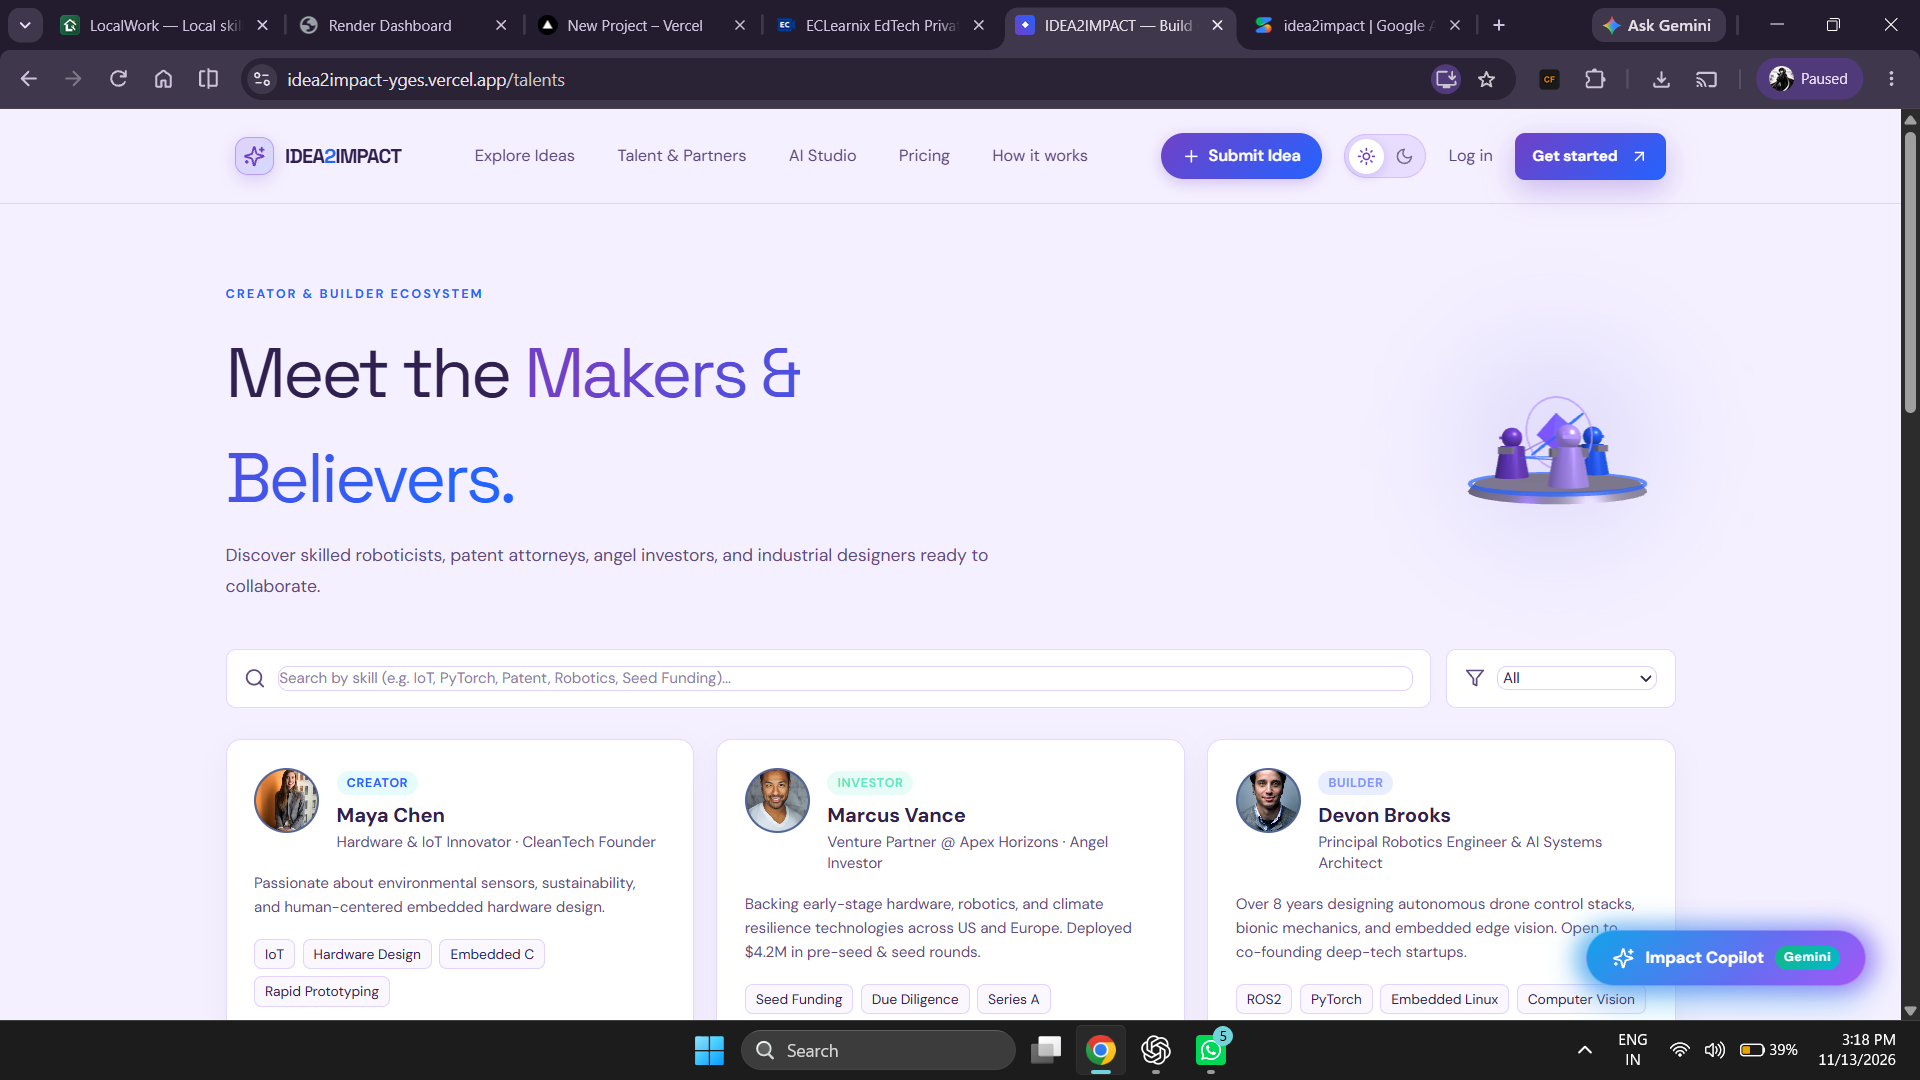 LocalWork — Local ski
Render Dashboard
New Project – Vercel
EC
ECLearnix EdTech Priva
IDEA2IMPACT — Build
idea2impact | Google A
Ask Gemini
idea2impact-yges.vercel.app/talents
CF
Paused
IDEA2IMPACT
Explore Ideas
Talent & Partners
AI Studio
Pricing
How it works
+ Submit Idea
Log in
Get started
CREATOR & BUILDER ECOSYSTEM
Meet the Makers &
Believers.
Discover skilled roboticists, patent attorneys, angel investors, and industrial designers ready to
collaborate.
Search by skill (e.g. IoT, PyTorch, Patent, Robotics, Seed Funding)...
All
CREATOR
Maya Chen
Hardware & IoT Innovator · CleanTech Founder
Passionate about environmental sensors, sustainability,
and human-centered embedded hardware design.
IoT
Hardware Design
Embedded C
Rapid Prototyping
INVESTOR
Marcus Vance
Venture Partner @ Apex Horizons · Angel
Investor
Backing early-stage hardware, robotics, and climate
resilience technologies across US and Europe. Deployed
$4.2M in pre-seed & seed rounds.
Seed Funding
Due Diligence
Series A
BUILDER
Devon Brooks
Principal Robotics Engineer & AI Systems
Architect
Over 8 years designing autonomous drone control stacks,
bionic mechanics, and embedded edge vision. Open to
co-founding deep-tech startups.
ROS2
PyTorch
Embedded Linux
Computer Vision
Impact Copilot
Gemini
Search
5
ENG
IN
39%
3:18 PM
11/13/2026